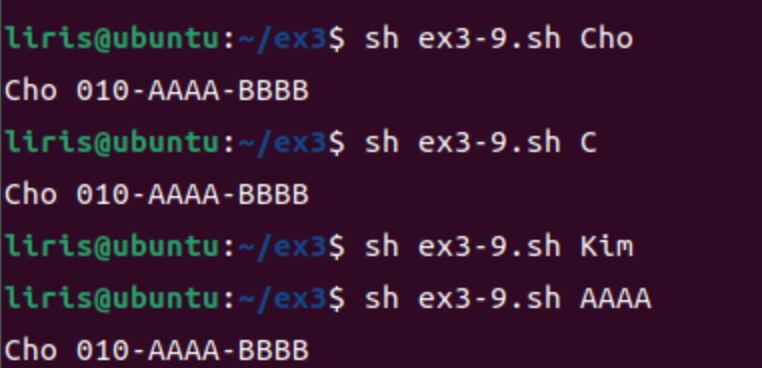 liris@ubuntu:~/ex3$ sh ex3-9.sh Cho
Cho 010-AAAA-BBBB
liris@ubuntu:~/ex3$ sh ex3-9.sh C
Cho 010-AAAA-BBBB
liris@ubuntu:~/ex3$ sh ex3-9.sh Kim
liris@ubuntu:~/ex3$ sh ex3-9.sh AAAA
Cho 010-AAAA-BBBB